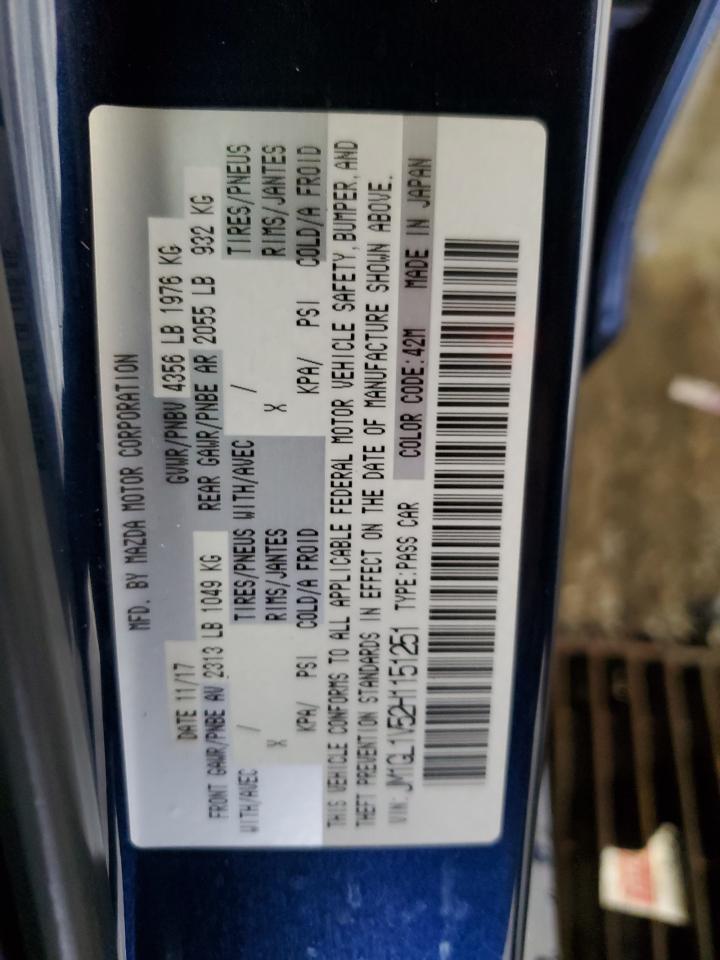 MFD. BY MAZDA MOTOR CORPORATION
DATE 11/17 GVWR/PNBV 4356 LB 1976 KG
FRONT GAWR/PNBE AV 2313 LB 1049 KG REAR GAWR/PNBE AR 2055 LB 932 KG
WITH/AVEC / TIRES/PNEUS WITH/AVEC / TIRES/PNEUS
X RIMS/JANTES X RIMS/JANTES
KPA/ PSI COLD/A FROID KPA/ PSI COLD/A FROID
THIS VEHICLE CONFORMS TO ALL APPLICABLE FEDERAL MOTOR VEHICLE SAFETY, BUMPER, AND
THEFT PREVENTION STANDARDS IN EFFECT ON THE DATE OF MANUFACTURE SHOWN ABOVE.
VIN: JM1GL1V52H1151251 TYPE:PASS CAR COLOR CODE:42M MADE IN JAPAN